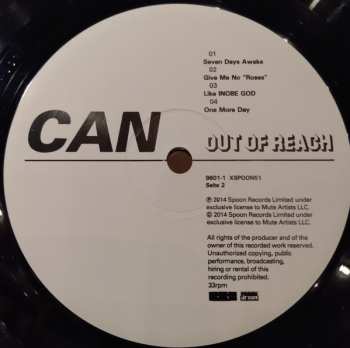 01
Seven Days Awake
02
Give Me No "Roses"
03
Like INOBE GOD
04
One More Day
CAN
OUT OF REACH
9601-1 XSPOON51
Seite 2
℗ 2014 Spoon Records Limited under
exclusive license to Mute Artists LLC.
© 2014 Spoon Records Limited under
exclusive license to Mute Artists LLC.
All rights of the producer and of the
owner of this recorded work reserved.
Unauthorized copying, public
performance, broadcasting,
hiring or rental of this
recording prohibited.
33rpm